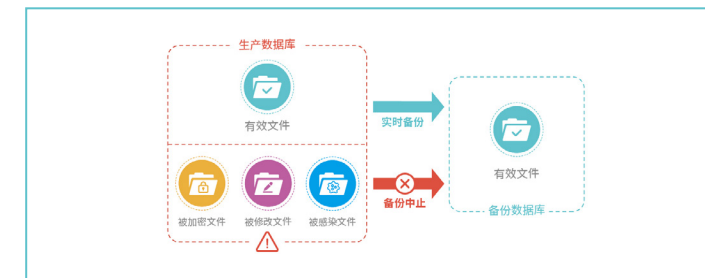 生产数据库
有效文件
实时备份
有效文件
被加密文件
被修改文件
被感染文件
备份中止
备份数据库